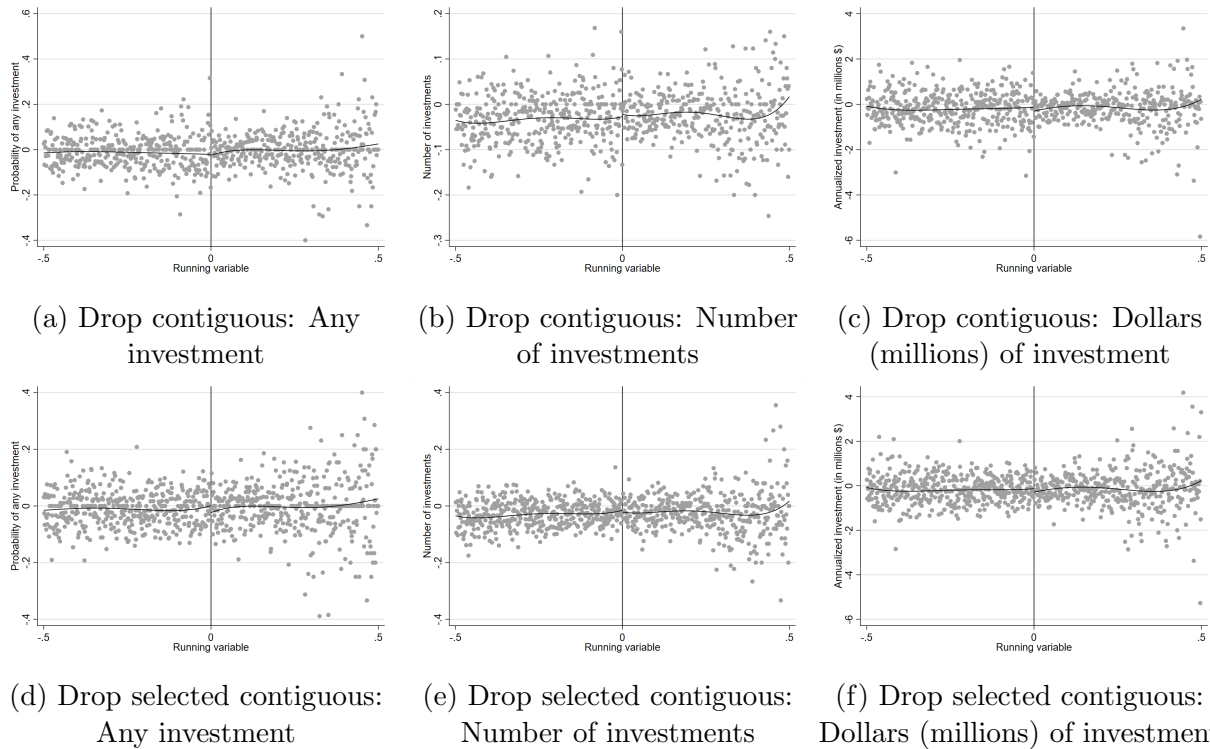 .6
.4
.2
0
-.2
-.4
Probability of any investment
-.5
0
.5
Running variable
.2
.1
0
-.1
-.2
-.3
Number of investments
-.5
0
.5
Running variable
4
2
0
-2
-4
-6
Annualized investment (in millions $)
-.5
0
.5
Running variable
(a) Drop contiguous: Any
investment
(b) Drop contiguous: Number
of investments
(c) Drop contiguous: Dollars
(millions) of investment
.4
.2
0
-.2
-.4
Probability of any investment
-.5
0
.5
Running variable
.4
.2
0
-.2
-.4
Number of investments
-.5
0
.5
Running variable
4
2
0
-2
-4
-6
Annualized investment (in millions $)
-.5
0
.5
Running variable
(d) Drop selected contiguous:
Any investment
(e) Drop selected contiguous:
Number of investments
(f) Drop selected contiguous:
Dollars (millions) of investmen